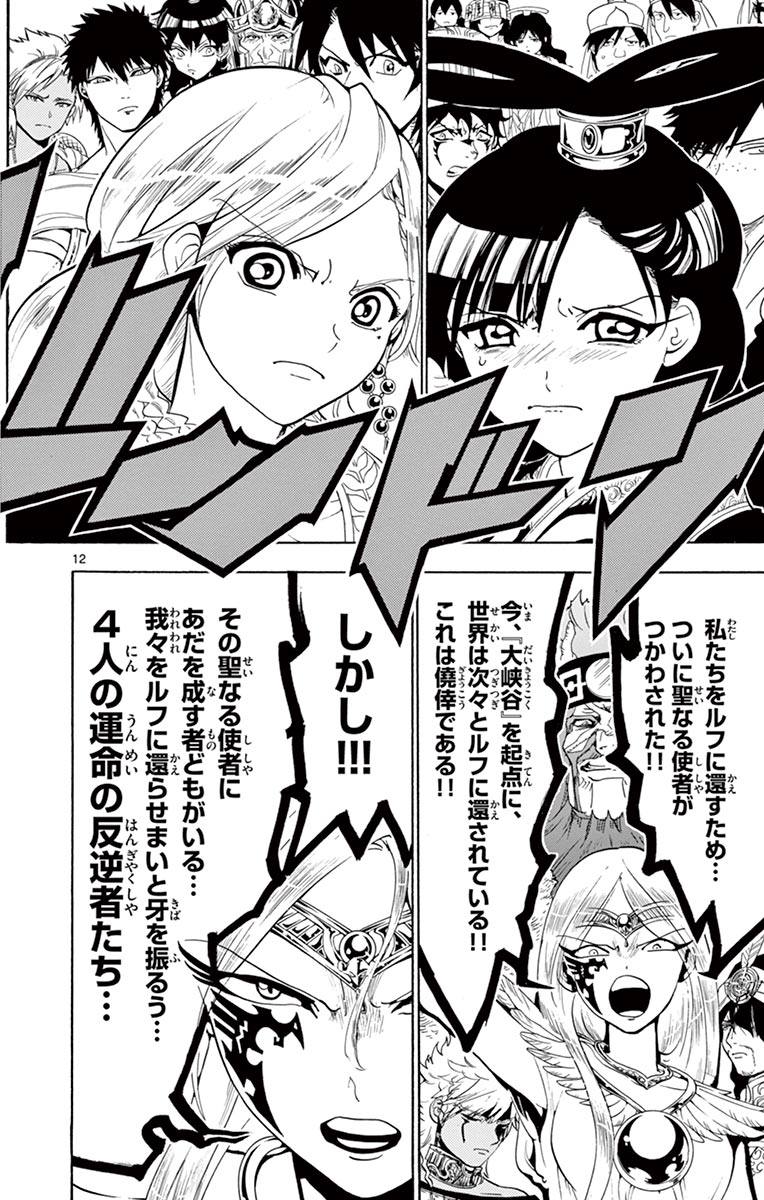 ドン
ビン
12
私たちをルフに還すため…
ついに聖なる使者が
つかわされた!!
今、『大峡谷』を起点に、
世界は次々とルフに還されている!!
これは僥倖である!!
しかし!!!
その聖なる使者に
あだを成す者どもがいる…
我々をルフに還らせまいと牙を振るう…
4人の運命の反逆者たち…